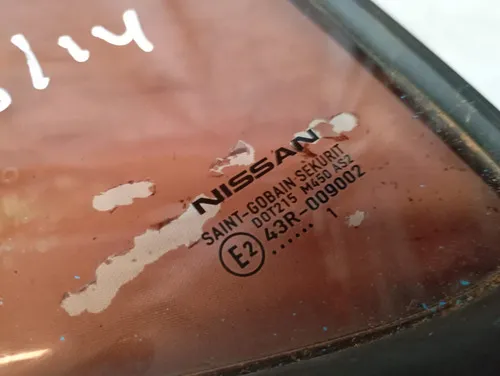 NISSAN
SAINT-GOBAIN SEKURIT
DOT215 M450 AS2
E2 43R-009002
...... 1